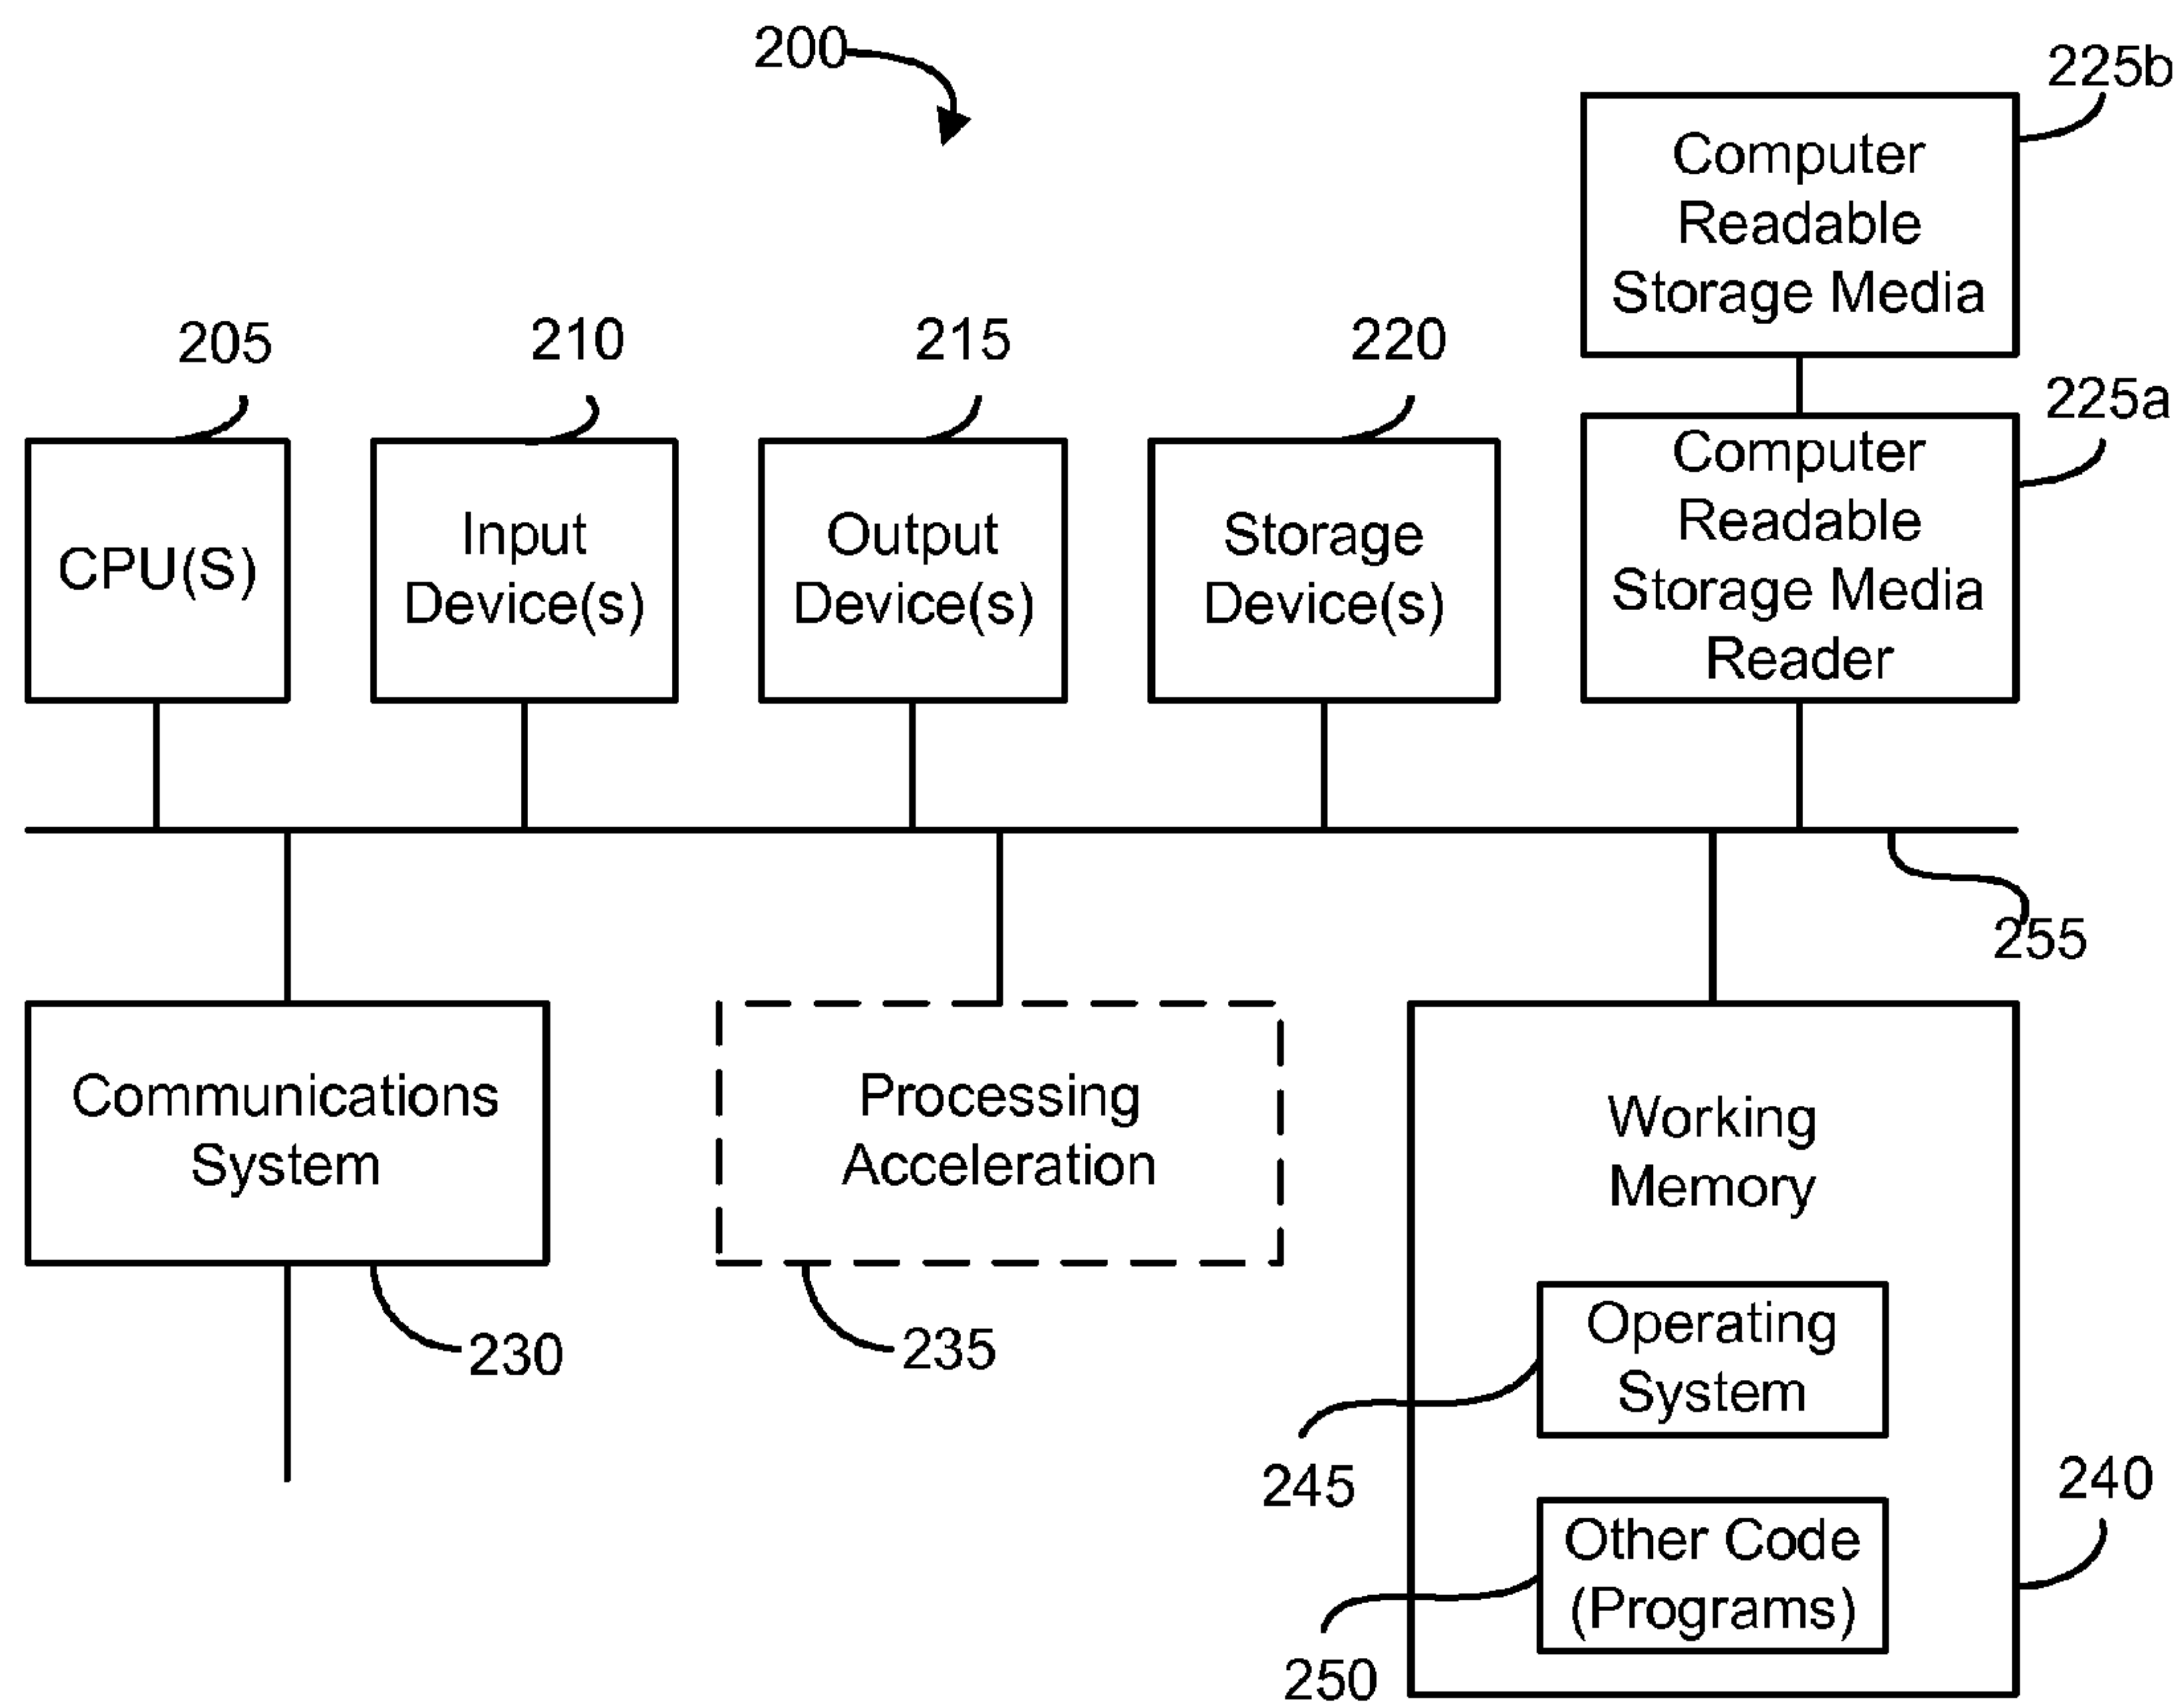 200
225b
Computer
Readable
Storage Media
205
210
215
220
225a
CPU(S)
Input
Device(s)
Output
Device(s)
Storage
Device(s)
Computer
Readable
Storage Media
Reader
255
Communications
System
Processing
Acceleration
Working
Memory
230
235
Operating
System
245
240
Other Code
(Programs)
250